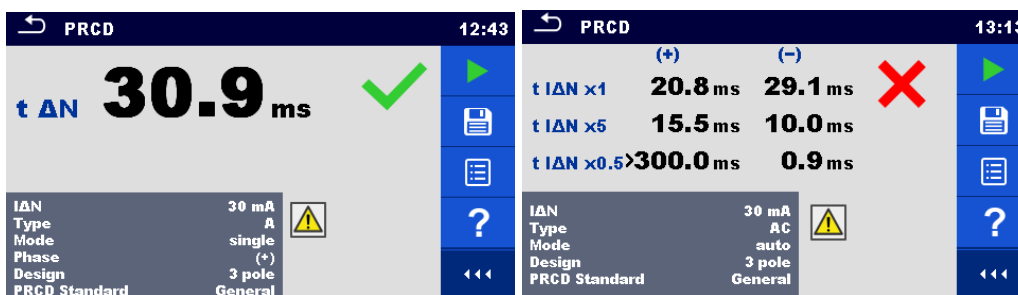 PRCD 12:43
t ΔN 30.9 ms
IΔN 30 mA
Type A
Mode single
Phase (+)
Design 3 pole
PRCD Standard General
?
PRCD 13:13
(+) (−)
t IΔN x1 20.8 ms 29.1 ms
t IΔN x5 15.5 ms 10.0 ms
t IΔN x0.5 >300.0 ms 0.9 ms
IΔN 30 mA
Type AC
Mode auto
Design 3 pole
PRCD Standard General
?